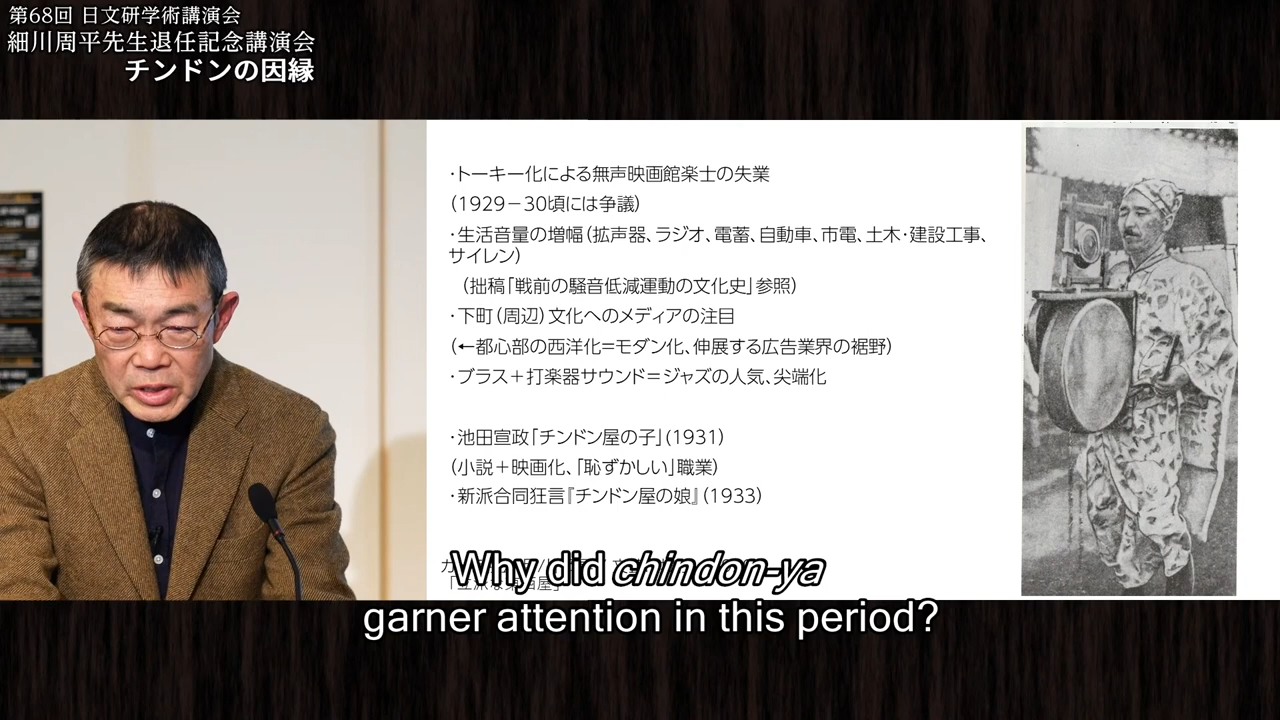 第68回 日文研学術講演会
細川周平先生退任記念講演会
チンドンの因縁
・トーキー化による無声映画館楽士の失業
(1929－30頃には争議)
・生活音量の増幅(拡声器、ラジオ、電蓄、自動車、市電、土木・建設工事、
サイレン)
(拙稿「戦前の騒音低減運動の文化史」参照)
・下町(周辺)文化へのメディアの注目
(←都心部の西洋化=モダン化、伸展する広告業界の裾野)
・ブラス＋打楽器サウンド＝ジャズの人気、尖端化
・池田宣政「チンドン屋の子」(1931)
(小説＋映画化、「恥ずかしい」職業)
・新派合同狂言『チンドン屋の娘』(1933)
Why did chindon-ya
garner attention in this period?